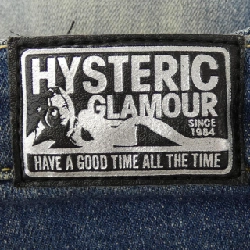 HYSTERIC
GLAMOUR
SINCE
1984
HAVE A GOOD TIME ALL THE TIME